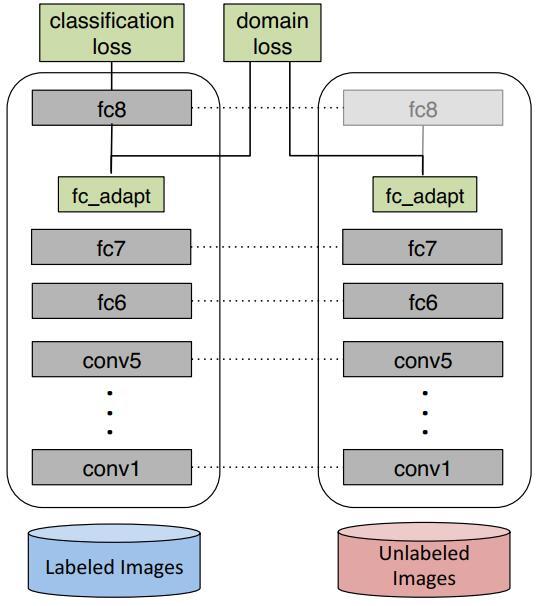 classification
loss
domain
loss
fc8
fc8
fc_adapt
fc_adapt
fc7
fc7
fc6
fc6
conv5
conv5
conv1
conv1
Labeled Images
Unlabeled
Images